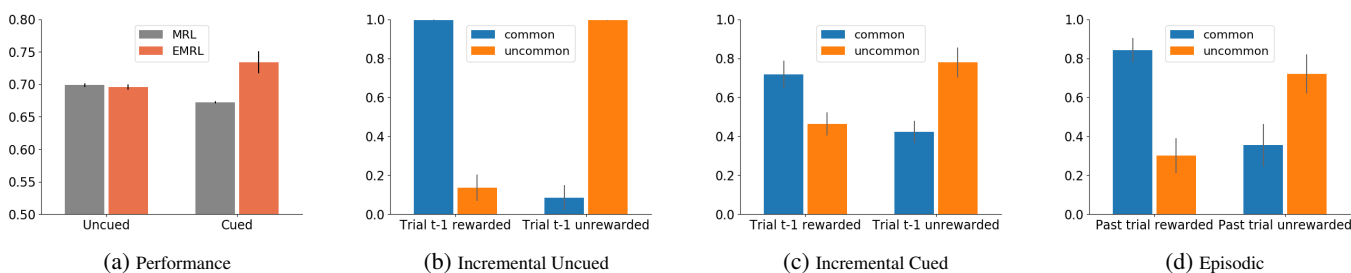 0.80
0.75
0.70
0.65
0.60
0.55
0.50
MRL
EMRL
Uncued
Cued
(a) Performance
1.0
0.8
0.6
0.4
0.2
0.0
common
uncommon
Trial t-1 rewarded
Trial t-1 unrewarded
(b) Incremental Uncued
1.0
0.8
0.6
0.4
0.2
0.0
common
uncommon
Trial t-1 rewarded
Trial t-1 unrewarded
(c) Incremental Cued
1.0
0.8
0.6
0.4
0.2
0.0
common
uncommon
Past trial rewarded
Past trial unrewarded
(d) Episodic